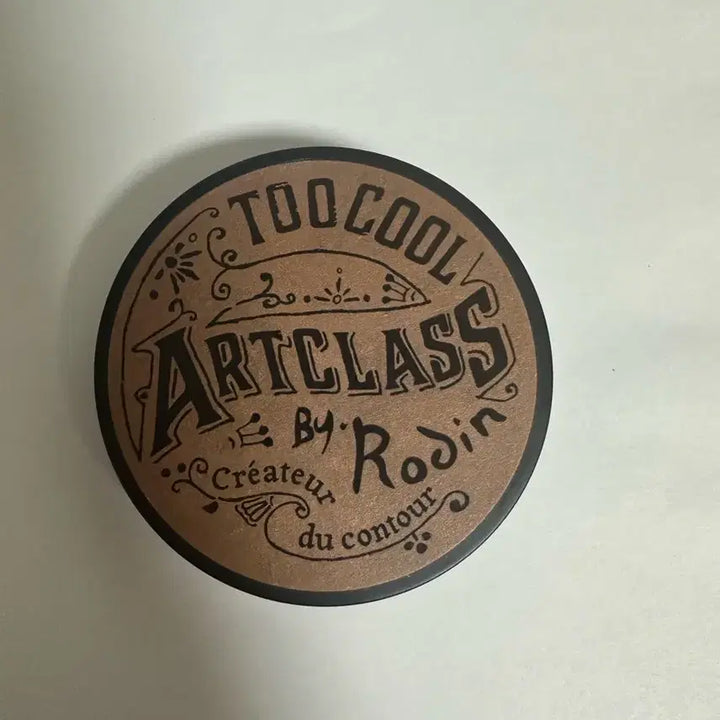 TOOCOOL
ARTCLASS
By. Rodin
Créateur
du contour